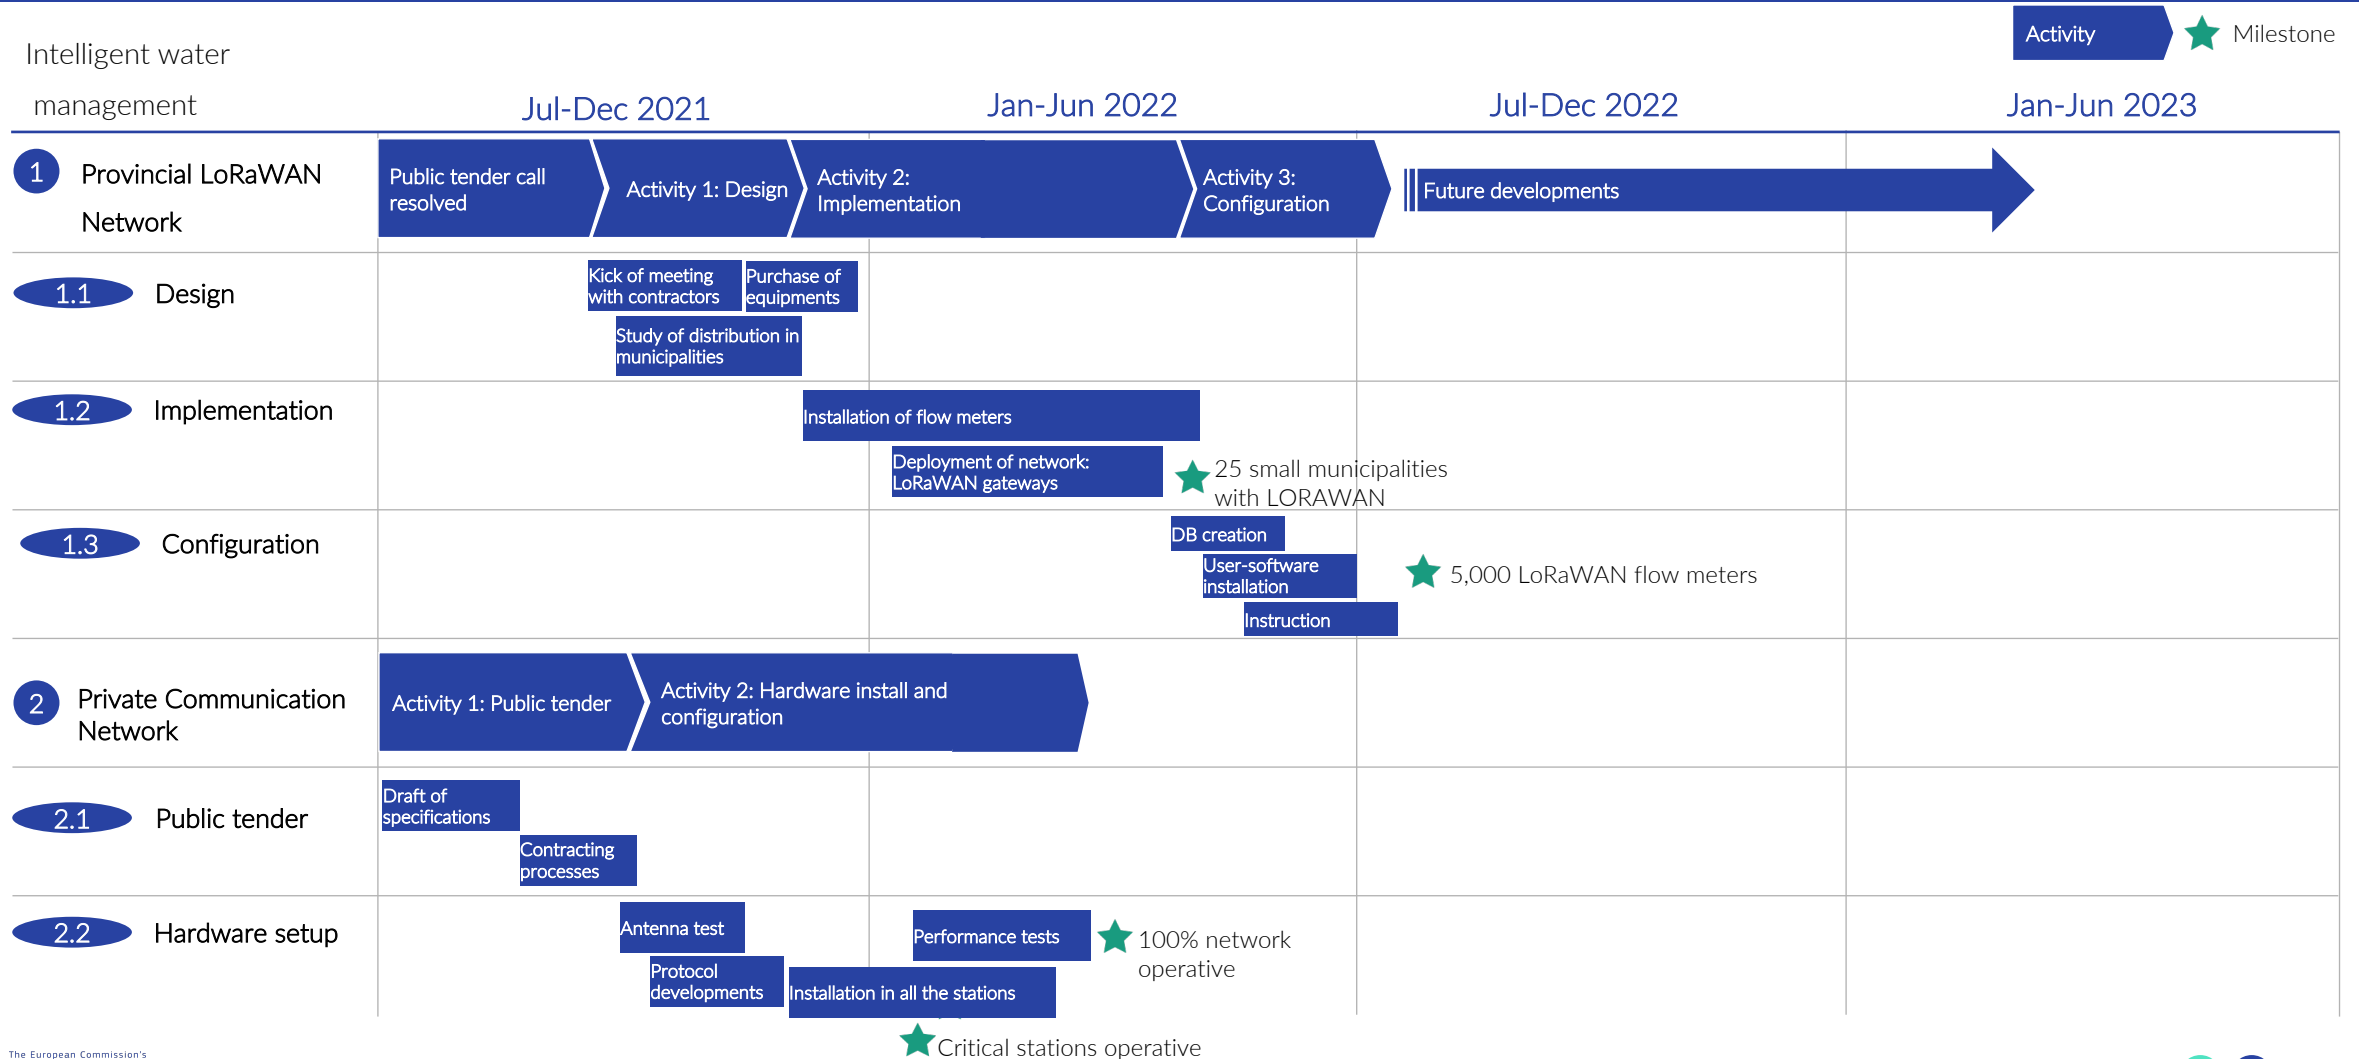 Activity
Milestone
Intelligent water
management
Jul-Dec 2021
Jan-Jun 2022
Jul-Dec 2022
Jan-Jun 2023
1
Provincial LoRaWAN
Network
Public tender call
resolved
Activity 1: Design
Activity 2:
Implementation
Activity 3:
Configuration
Future developments
1.1
Design
Kick of meeting
with contractors
Purchase of
equipments
Study of distribution in
municipalities
1.2
Implementation
Installation of flow meters
Deployment of network:
LoRaWAN gateways
25 small municipalities
with LORAWAN
1.3
Configuration
DB creation
User-software
installation
Instruction
5,000 LoRaWAN flow meters
2
Private Communication
Network
Activity 1: Public tender
Activity 2: Hardware install and
configuration
2.1
Public tender
Draft of
specifications
Contracting
processes
2.2
Hardware setup
Antenna test
Protocol
developments
Performance tests
Installation in all the stations
100% network
operative
Critical stations operative
The European Commission's